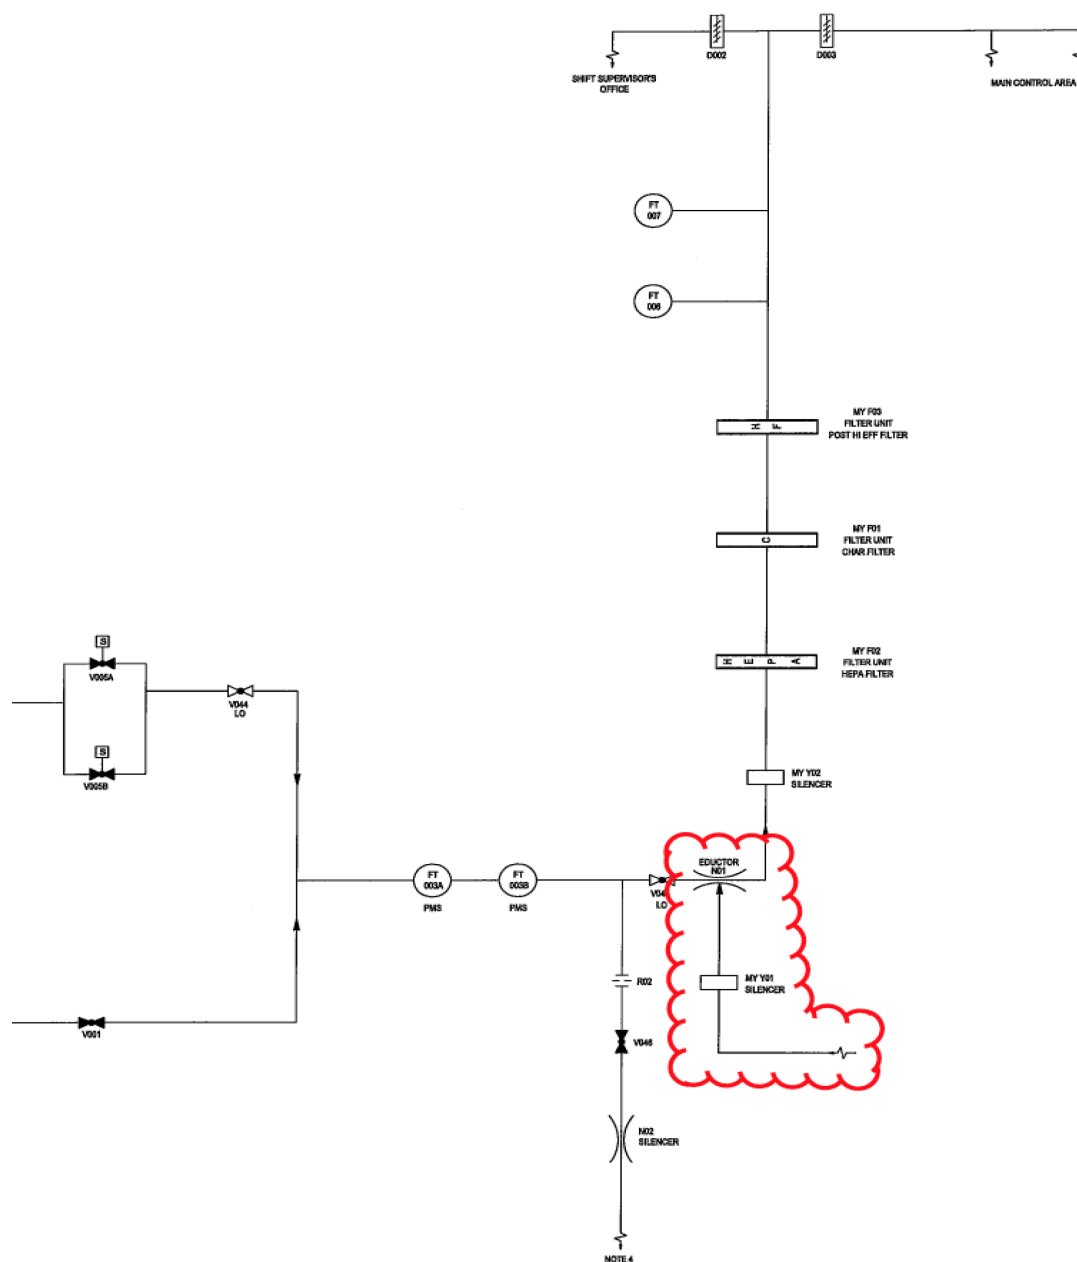 D002
D003
SHIFT SUPERVISOR'S
OFFICE
MAIN CONTROL AREA
FT
007
FT
006
MY F03
FILTER UNIT
POST HI EFF FILTER
H F
MY F01
FILTER UNIT
CHAR FILTER
C
MY F02
FILTER UNIT
HEPA FILTER
H E P A
S
V005A
V044
LO
S
V005B
MY Y02
SILENCER
EDUCTOR
N01
FT
003A
PMS
FT
003B
PMS
V04
LO
R02
MY Y01
SILENCER
V001
V046
N02
SILENCER
NOTE 4